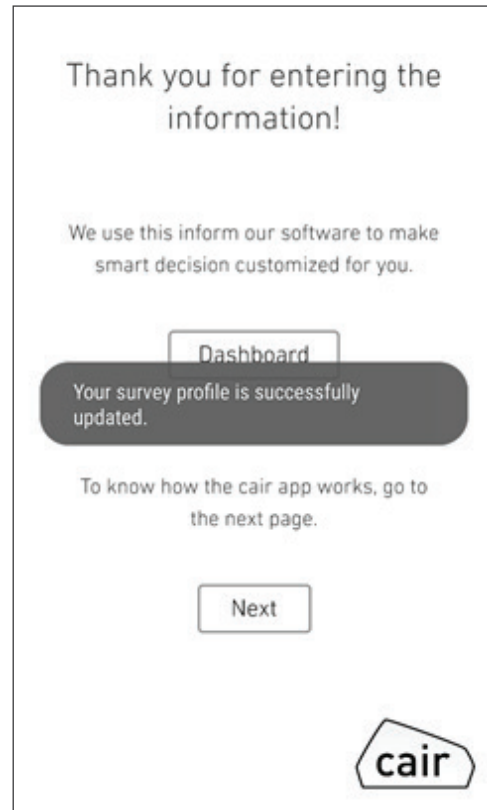 Thank you for entering the
information!
We use this inform our software to make
smart decision customized for you.
Dashboard
Your survey profile is successfully
updated.
To know how the cair app works, go to
the next page.
Next
cair